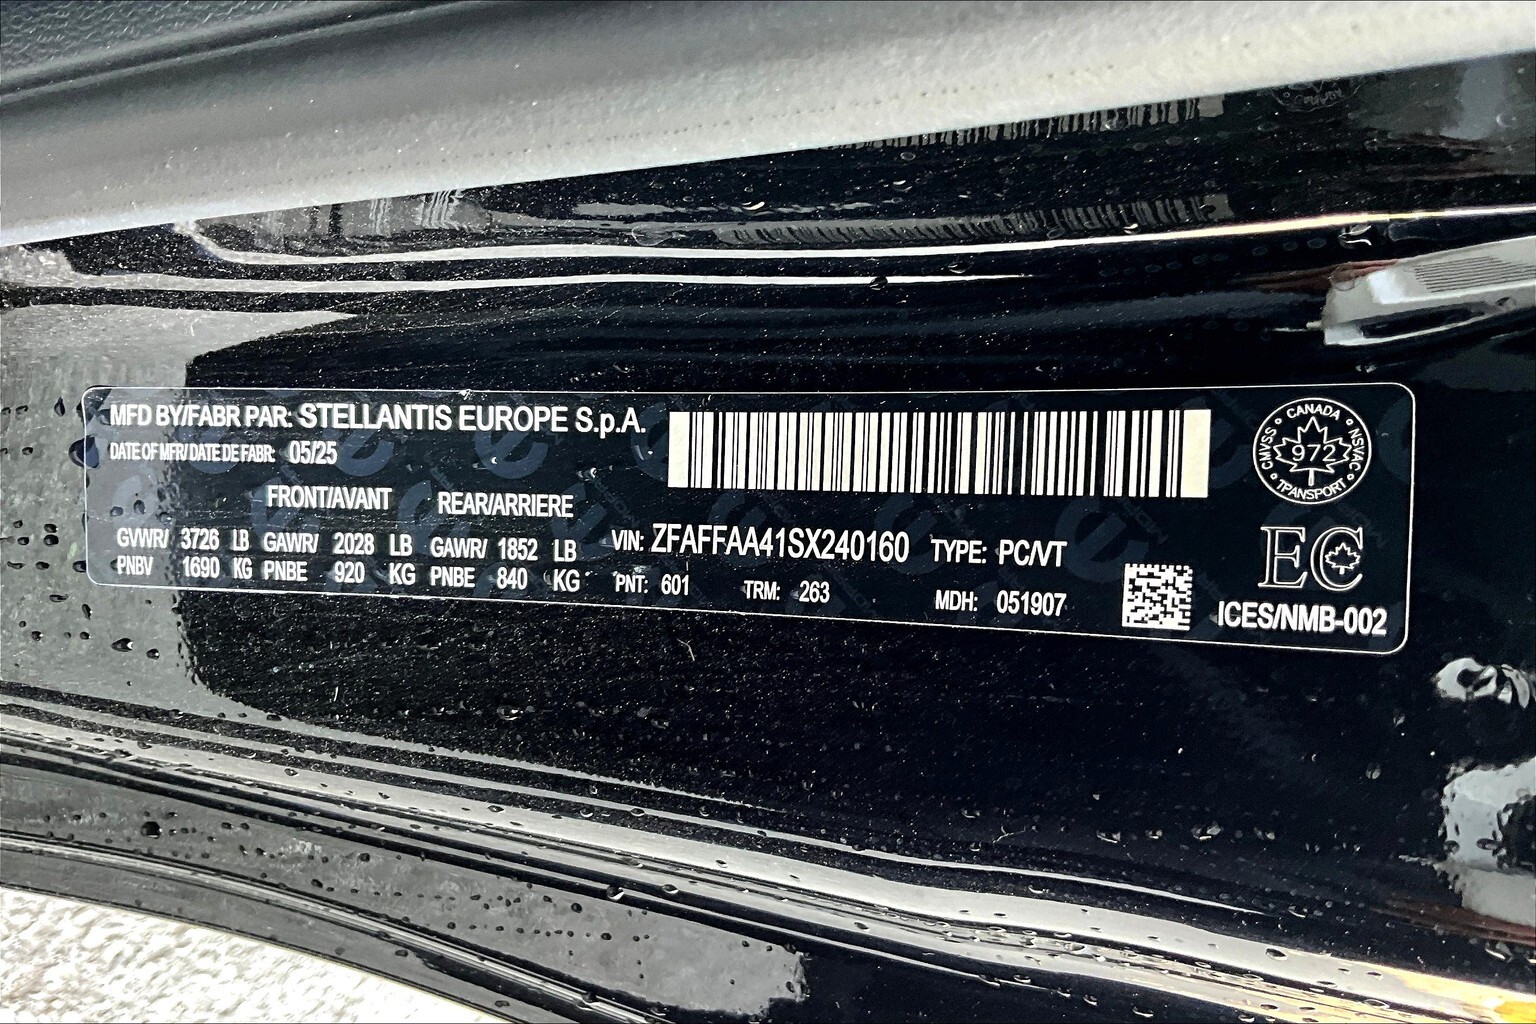 MFD BY/FABR PAR: STELLANTIS EUROPE S.p.A.
DATE OF MFR/DATE DE FABR: 05/25
FRONT/AVANT REAR/ARRIERE
GVWR/ 3726 LB GAWR/ 2028 LB GAWR/ 1852 LB
PNBV 1690 KG PNBE 920 KG PNBE 840 KG
VIN: ZFAFFAA41SX240160 TYPE: PC/VT
PNT: 601 TRM: 263 MDH: 051907
CANADA
CMVSS 972 NSVAC
TPANSPORT
EC
ICES/NMB-002